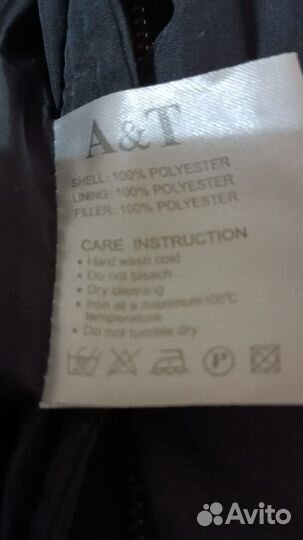 A&T
SHELL: 100% POLYESTER
LINING: 100% POLYESTER
FILLER: 100% POLYESTER
CARE INSTRUCTION
• Hand wash cold
• Do not bleach
• Dry cleaning
• Iron at a maximum 100°C
temperature
• Do not tumble dry
P
Avito